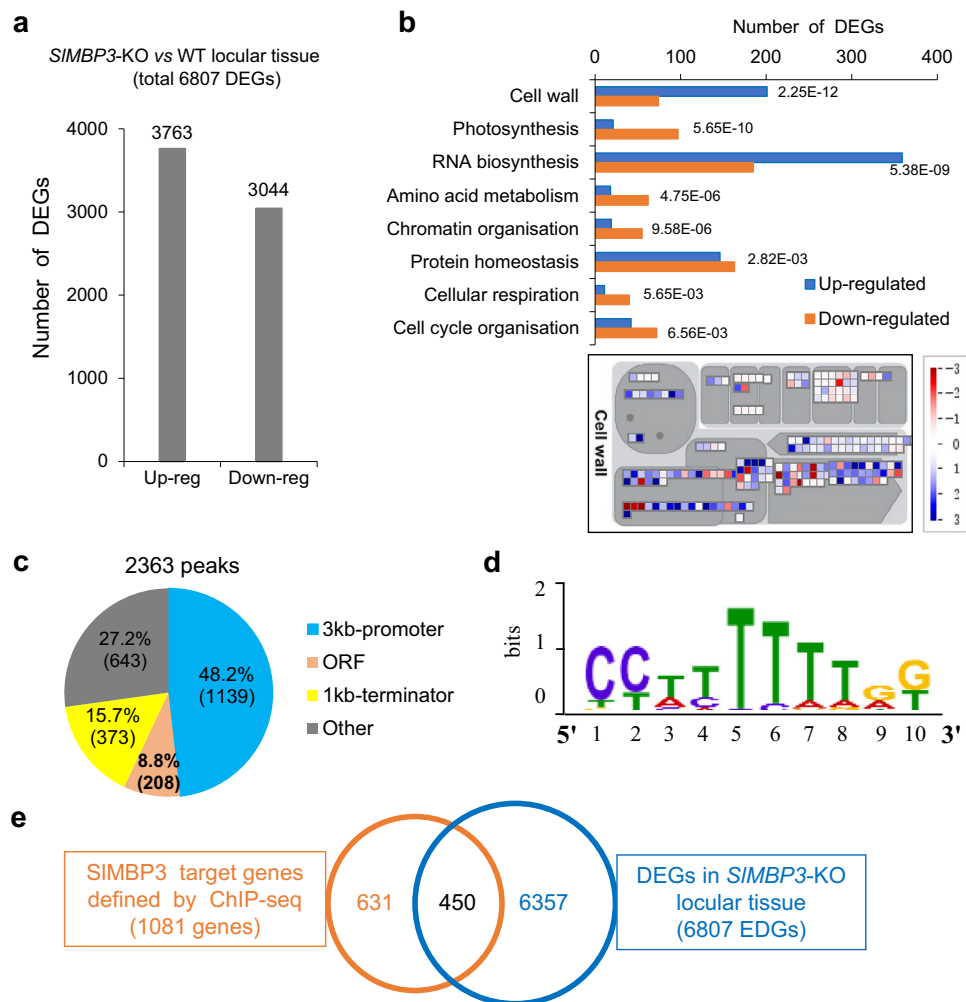 a
SlMBP3-KO vs WT locular tissue
(total 6807 DEGs)
Number of DEGs
4000
3000
2000
1000
0
3763
3044
Up-reg
Down-reg
b
Number of DEGs
0 100 200 300 400
Cell wall 2.25E-12
Photosynthesis 5.65E-10
RNA biosynthesis 5.38E-09
Amino acid metabolism 4.75E-06
Chromatin organisation 9.58E-06
Protein homeostasis 2.82E-03
Cellular respiration 5.65E-03
Cell cycle organisation 6.56E-03
Up-regulated
Down-regulated
Cell wall
-3
-2
-1
0
1
2
3
c
2363 peaks
48.2%
(1139)
8.8%
(208)
15.7%
(373)
27.2%
(643)
3kb-promoter
ORF
1kb-terminator
Other
d
bits
2
1
0
CCTTTTTTGG
5' 1 2 3 4 5 6 7 8 9 10 3'
e
SlMBP3 target genes
defined by ChIP-seq
(1081 genes)
631
450
6357
DEGs in SlMBP3-KO
locular tissue
(6807 EDGs)